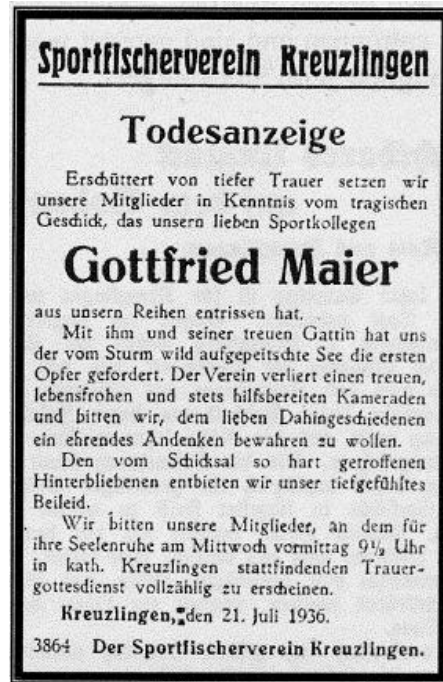 Sportfischerverein Kreuzlingen
Todesanzeige
Erschüttert von tiefer Trauer setzen wir
unsere Mitglieder in Kenntnis vom tragischen
Geschick, das unsern lieben Sportkollegen
Gottfried Maier
aus unsern Reihen entrissen hat.
Mit ihm und seiner treuen Gattin hat uns
der vom Sturm wild aufgepeitschte See die ersten
Opfer gefordert. Der Verein verliert einen treuen,
lebensfrohen und stets hilfsbereiten Kameraden
und bitten wir, dem lieben Dahingeschiedenen
ein ehrendes Andenken bewahren zu wollen.
Den vom Schicksal so hart getroffenen
Hinterbliebenen entbieten wir unser tiefgefühltes
Beileid.
Wir bitten unsere Mitglieder, an dem für
ihre Seelenruhe am Mittwoch vormittag 9½ Uhr
in kath. Kreuzlingen stattfindenden Trauer-
gottesdienst vollzählig zu erscheinen.
Kreuzlingen, den 21. Juli 1936.
3864 Der Sportfischerverein Kreuzlingen.